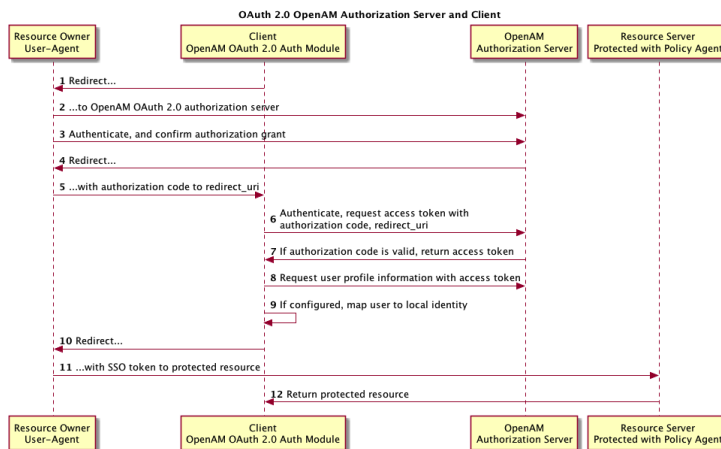 OAuth 2.0 OpenAM Authorization Server and Client
Resource Owner
User-Agent
Client
OpenAM OAuth 2.0 Auth Module
OpenAM
Authorization Server
Resource Server
Protected with Policy Agent
1 Redirect...
2 ...to OpenAM OAuth 2.0 authorization server
3 Authenticate, and confirm authorization grant
4 Redirect...
5 ...with authorization code to redirect_uri
6 Authenticate, request access token with
authorization code, redirect_uri
7 If authorization code is valid, return access token
8 Request user profile information with access token
9 If configured, map user to local identity
10 Redirect...
11 ...with SSO token to protected resource
12 Return protected resource
Resource Owner
User-Agent
Client
OpenAM OAuth 2.0 Auth Module
OpenAM
Authorization Server
Resource Server
Protected with Policy Agent